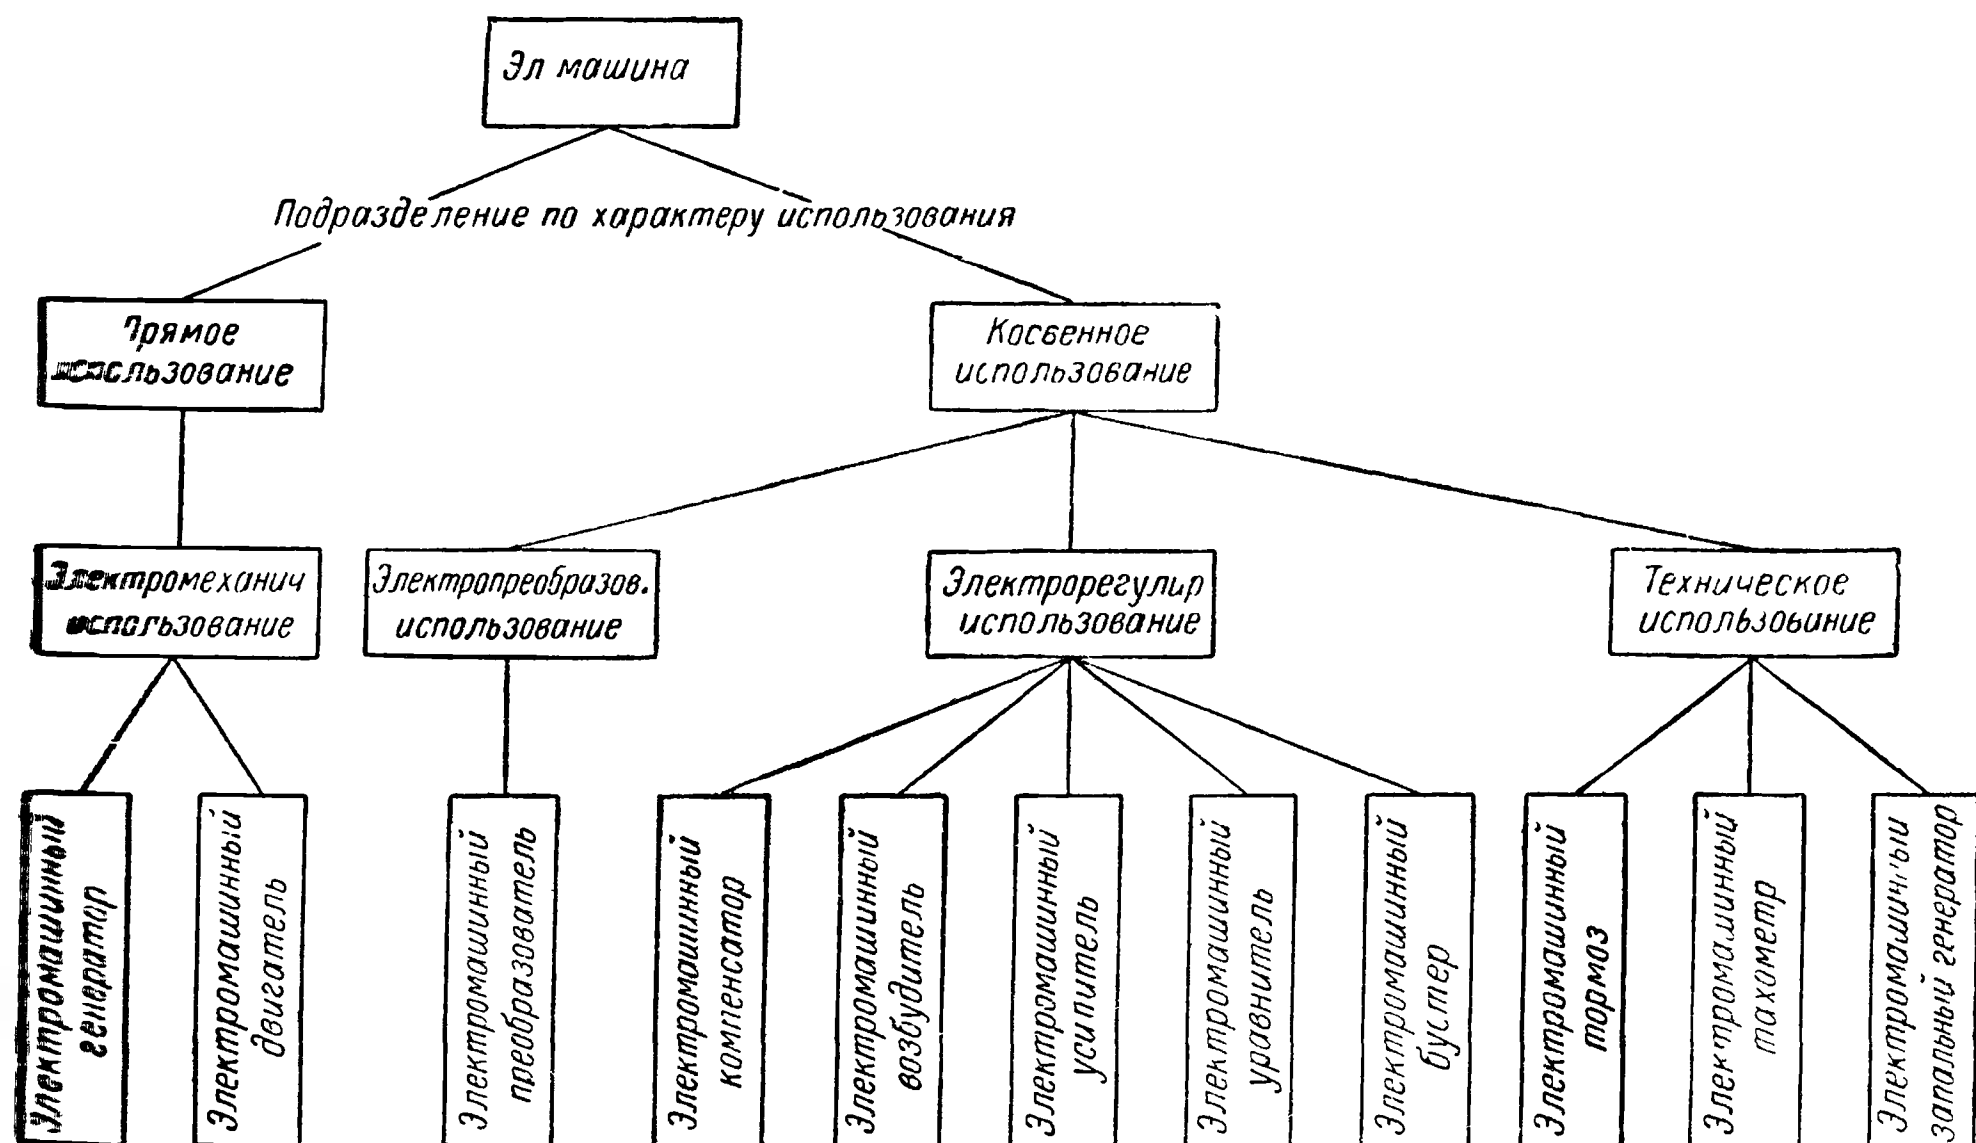 Эл машина
Подразделение по характеру использования
Прямое
использование
Косвенное
использование
Электромеханич
использование
Электропреобразов.
использование
Электрорегулир
использование
Техническое
использование
Электромашинный
генератор
Электромашинный
двигатель
Электромашинный
преобразователь
Электромашинный
компенсатор
Электромашинный
возбудитель
Электромашинный
усилитель
Электромашинный
уравнитель
Электромашинный
бустер
Электромашинный
тормоз
Электромашинный
тахометр
Электромашинный
запальный генератор